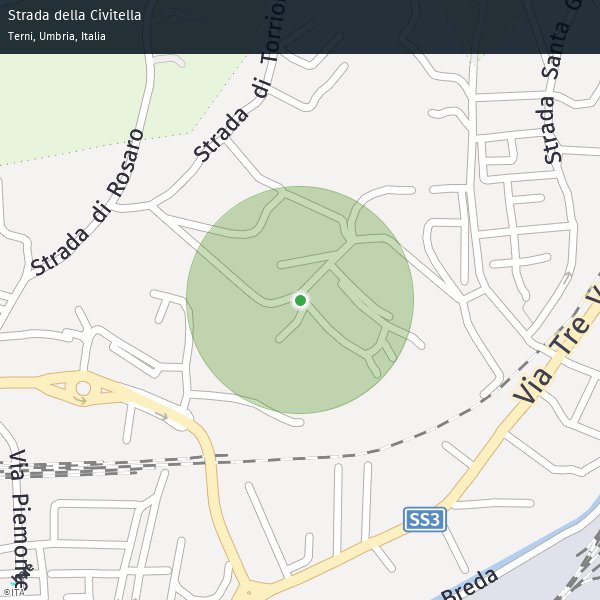 Strada della Civitella
Terni, Umbria, Italia
Strada di Torrion
Strada Santa G
Strada di Rosaro
Via Tre V
Via Piemonte
SS3
Breda
©ITA